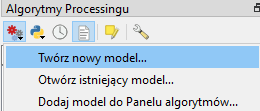 Algorytmy Processingu
Twórz nowy model...
Otwórz istniejący model...
Dodaj model do Panelu algorytmów...